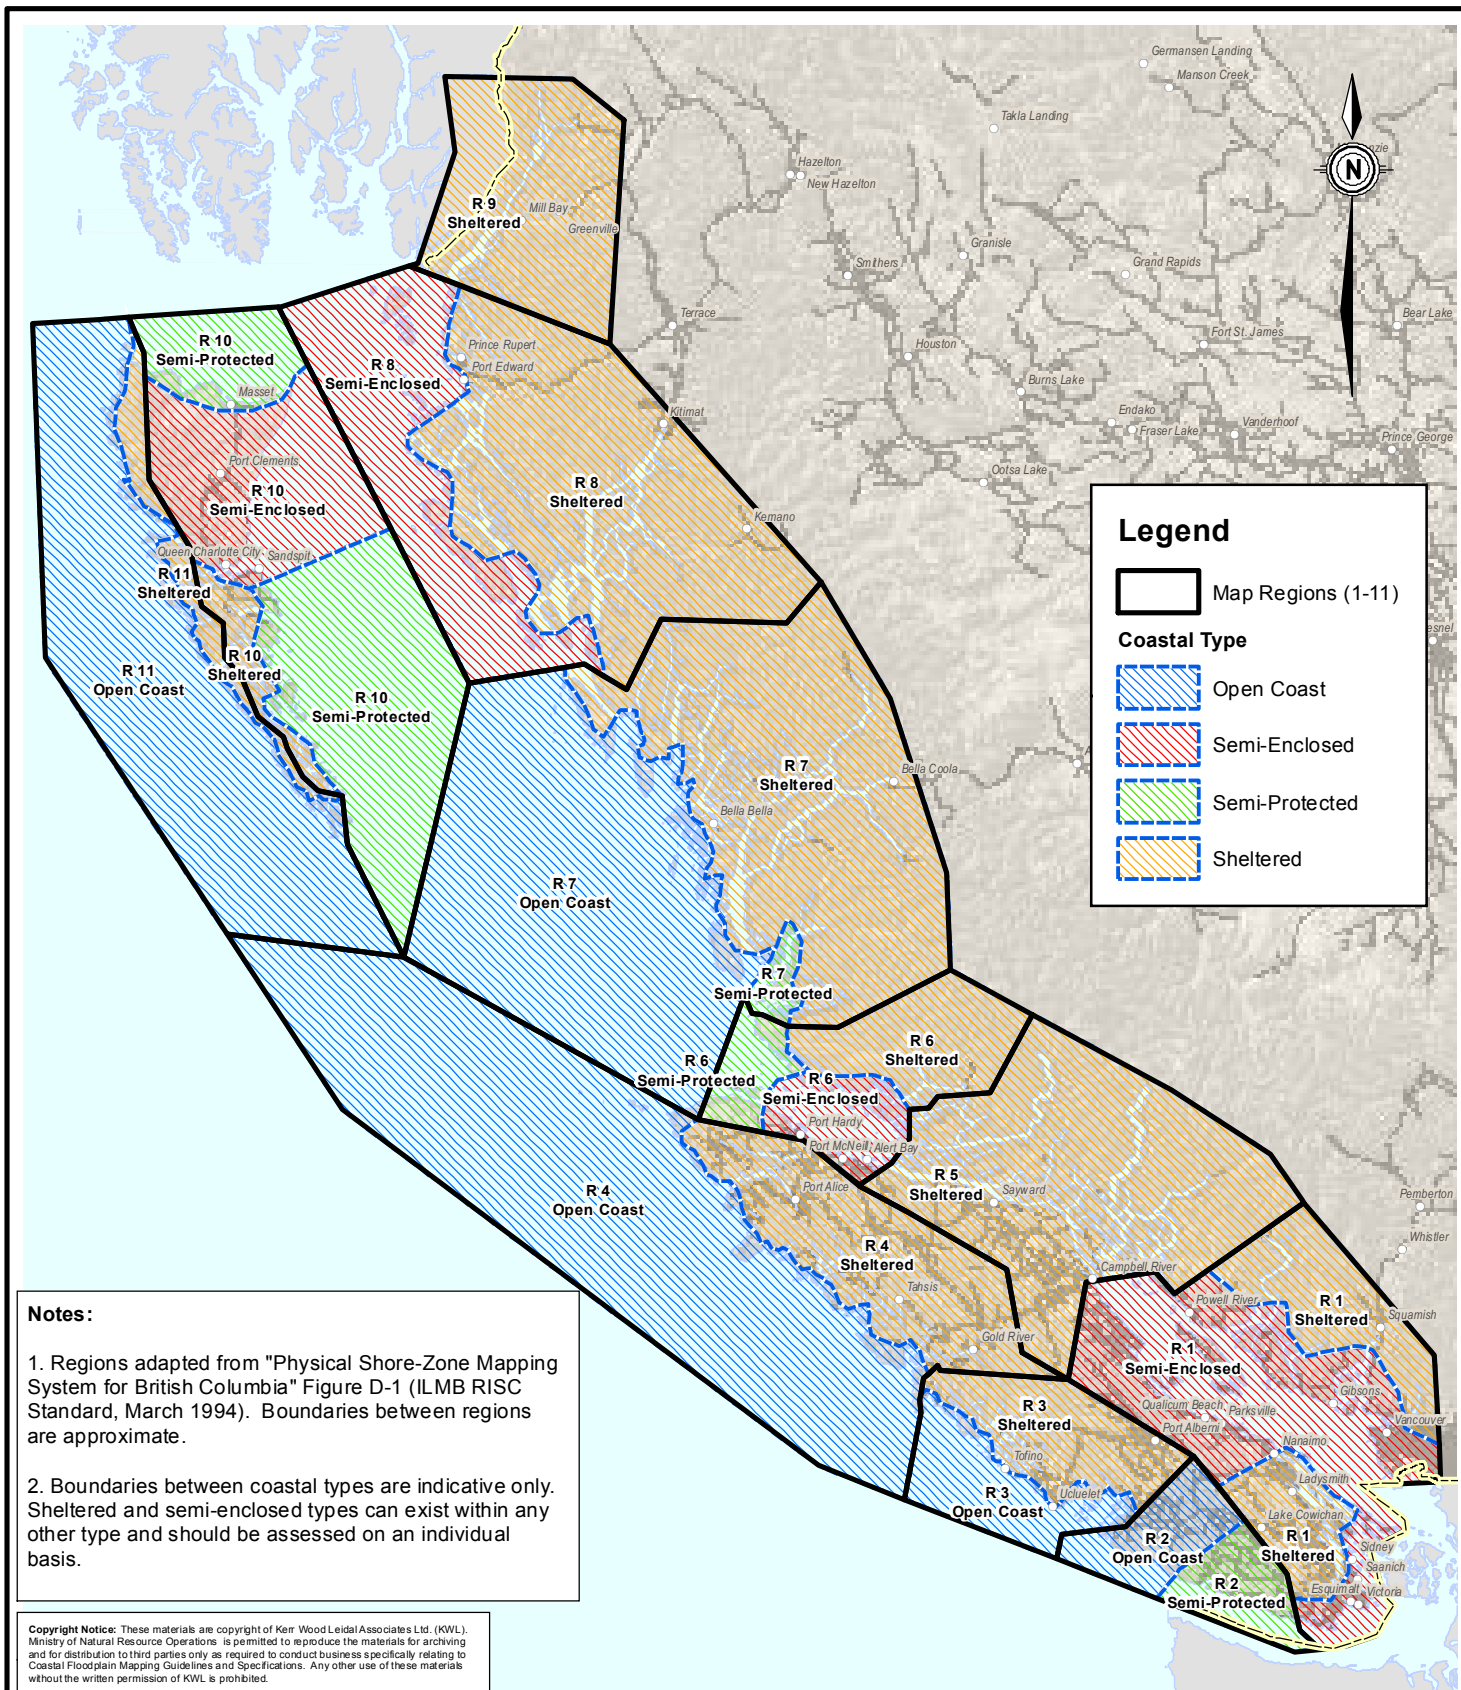 Germansen Landing
Manson Creek
Takla Landing
N
Hazelton
New Hazelton
R 9
Sheltered
Mill Bay
Greenville
Granisle
Smithers
Grand Rapids
Terrace
Fort St. James
Bear Lake
R 10
Semi-Protected
Prince Rupert
Port Edward
Houston
R 8
Semi-Enclosed
Masset
Burns Lake
Kitimat
Endako
Fraser Lake
Vanderhoof
Prince George
Port Clements
Ootsa Lake
R 10
Semi-Enclosed
R 8
Sheltered
Kemano
Queen Charlotte City
Sandspit
R 11
Sheltered
Legend
Map Regions (1-11)
Coastal Type
Open Coast
Semi-Enclosed
Semi-Protected
Sheltered
R 10
Sheltered
R 11
Open Coast
R 10
Semi-Protected
R 7
Sheltered
Bella Coola
Bella Bella
R 7
Open Coast
R 7
Semi-Protected
R 6
Sheltered
R 6
Semi-Protected
R 6
Semi-Enclosed
Port Hardy
Port McNeill
Alert Bay
R 5
Sheltered
Sayward
Port Alice
R 4
Open Coast
Pemberton
Whistler
R 4
Sheltered
Campbell River
Tahsis
Powell River
R 1
Sheltered
Squamish
Gold River
R 1
Semi-Enclosed
Gibsons
Qualicum Beach
Parksville
Vancouver
R 3
Sheltered
Port Alberni
Nanaimo
Tofino
Ladysmith
R 3
Open Coast
Ucluelet
Lake Cowichan
R 2
Open Coast
R 1
Sheltered
Sidney
Saanich
R 2
Semi-Protected
Esquimalt
Victoria
Notes:
1. Regions adapted from "Physical Shore-Zone Mapping
System for British Columbia" Figure D-1 (ILMB RISC
Standard, March 1994). Boundaries between regions
are approximate.
2. Boundaries between coastal types are indicative only.
Sheltered and semi-enclosed types can exist within any
other type and should be assessed on an individual
basis.
Copyright Notice: These materials are copyright of Kerr Wood Leidal Associates Ltd. (KWL).
Ministry of Natural Resource Operations is permitted to reproduce the materials for archiving
and for distribution to third parties only as required to conduct business specifically relating to
Coastal Floodplain Mapping Guidelines and Specifications. Any other use of these materials
without the written permission of KWL is prohibited.